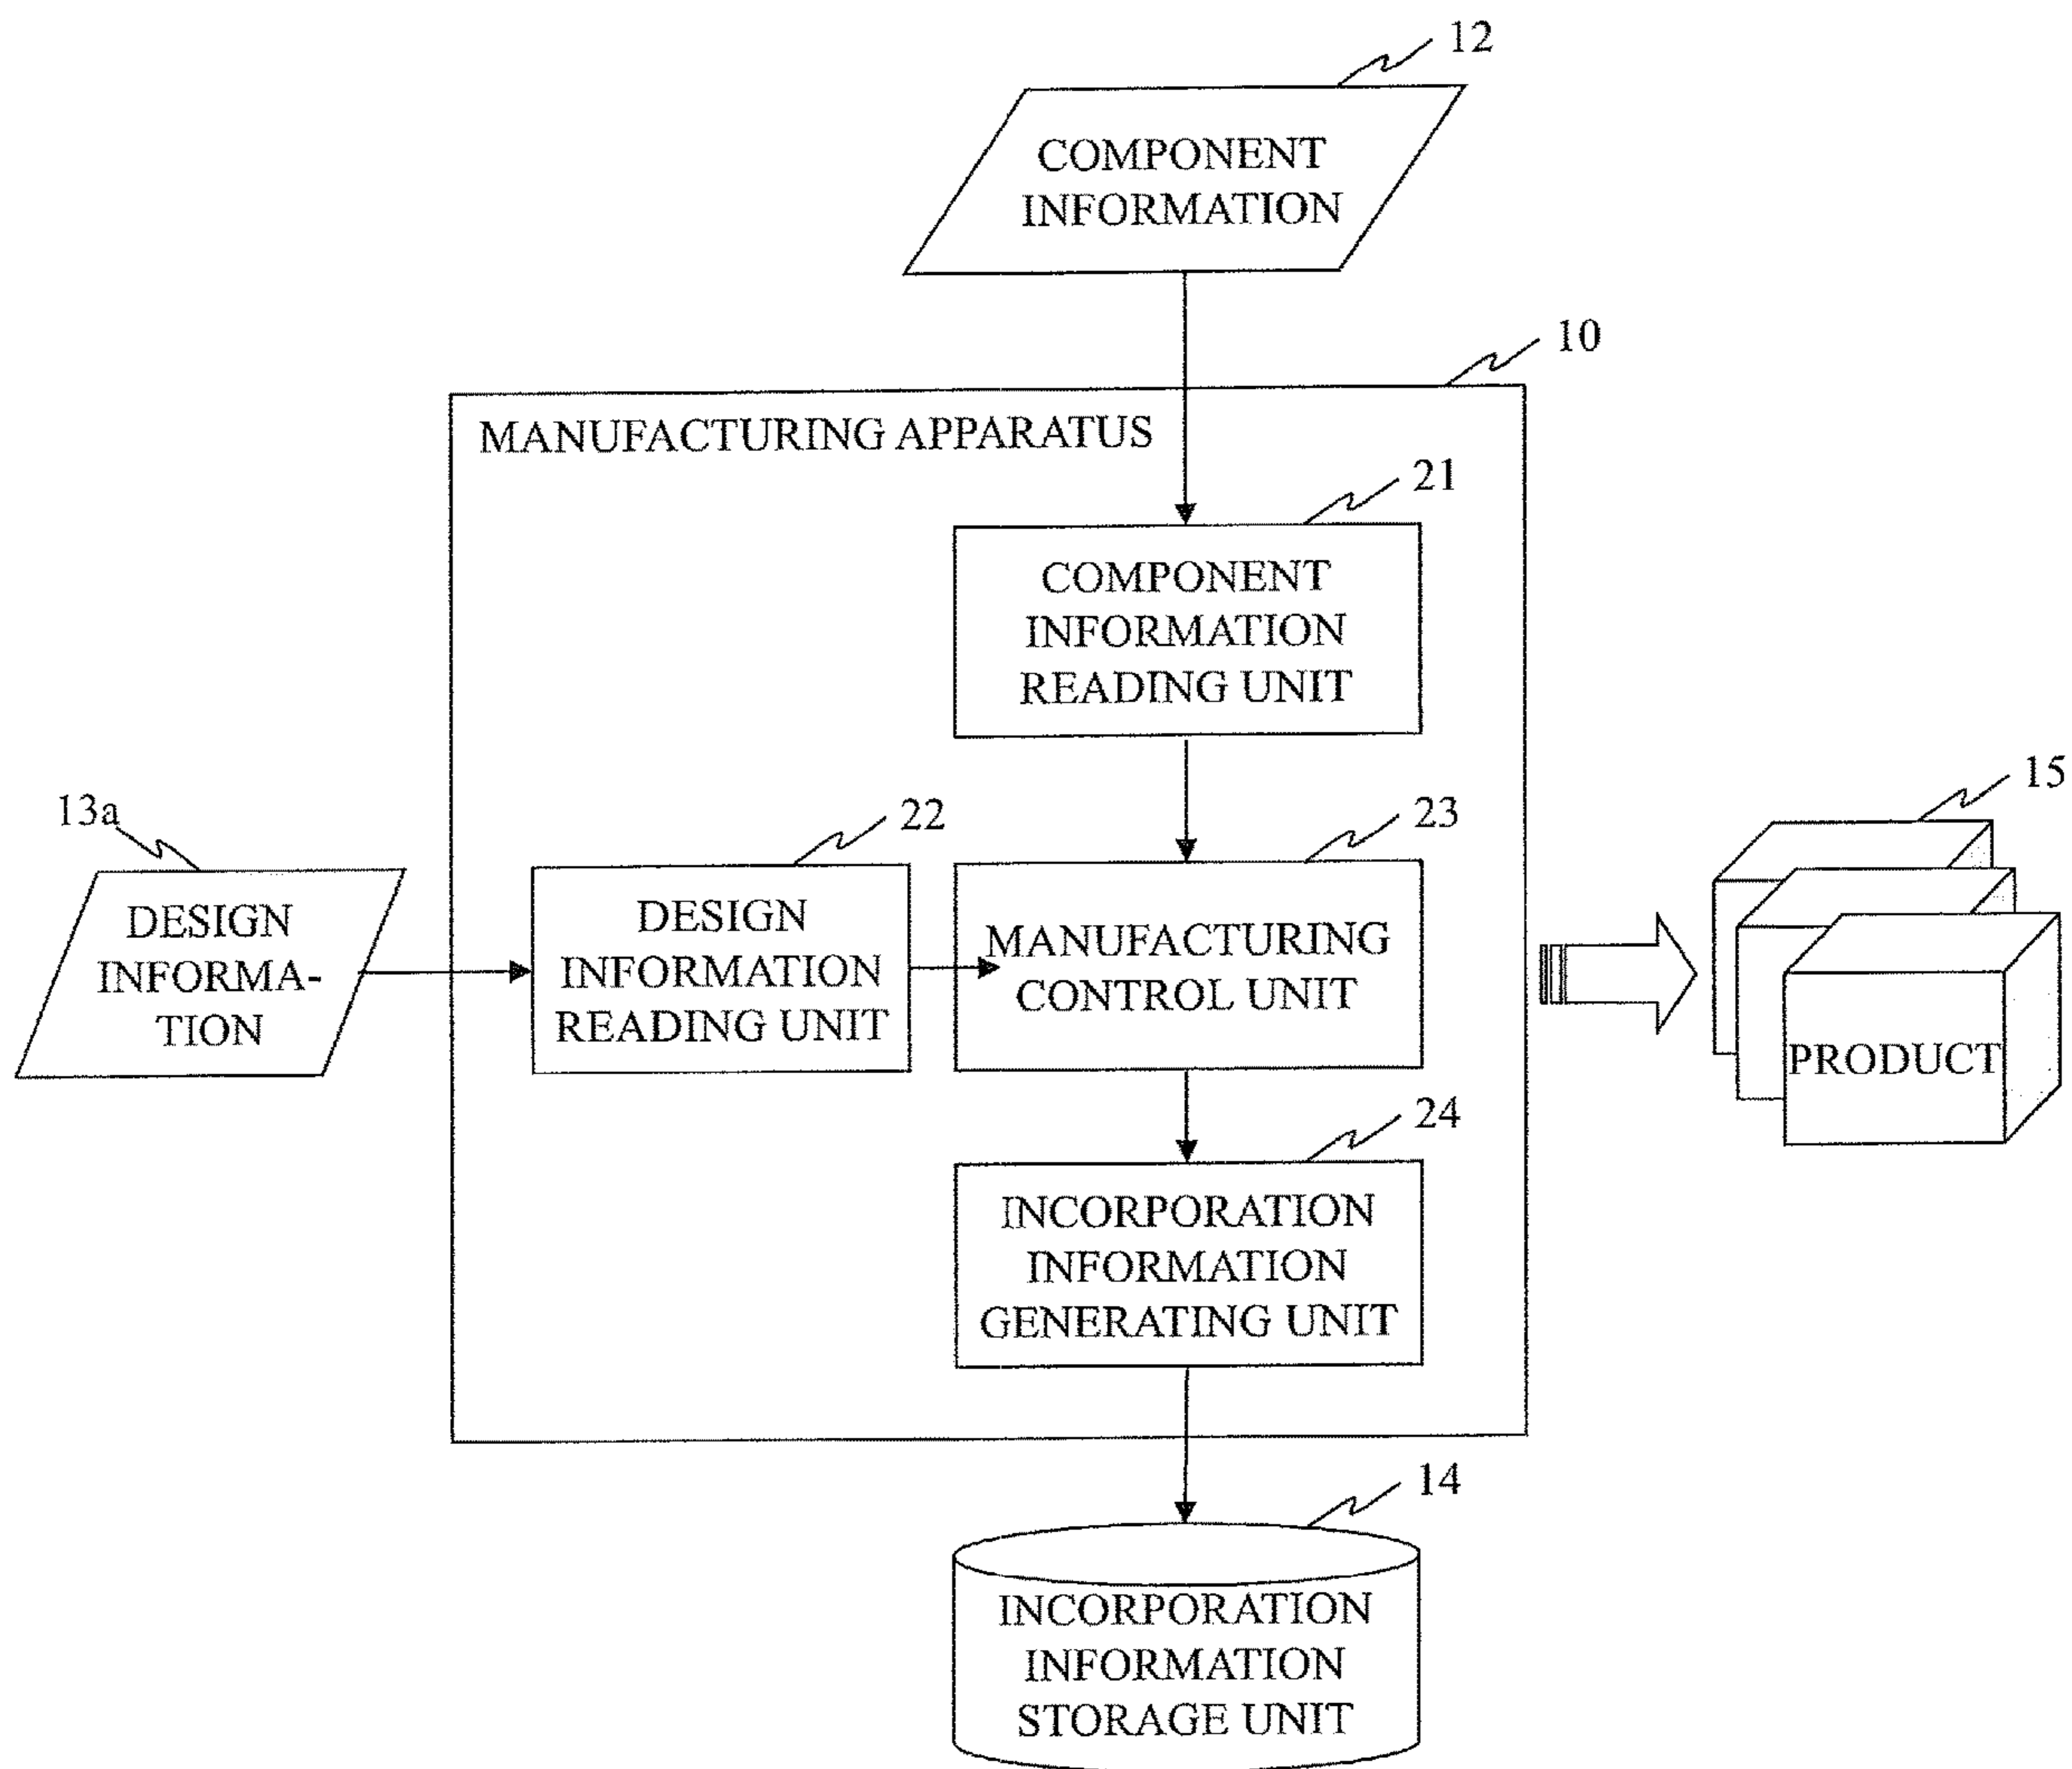 12
COMPONENT
INFORMATION
10
MANUFACTURING APPARATUS
21
COMPONENT
INFORMATION
READING UNIT
13a
DESIGN
INFORMA-
TION
22
DESIGN
INFORMATION
READING UNIT
23
MANUFACTURING
CONTROL UNIT
15
PRODUCT
24
INCORPORATION
INFORMATION
GENERATING UNIT
14
INCORPORATION
INFORMATION
STORAGE UNIT